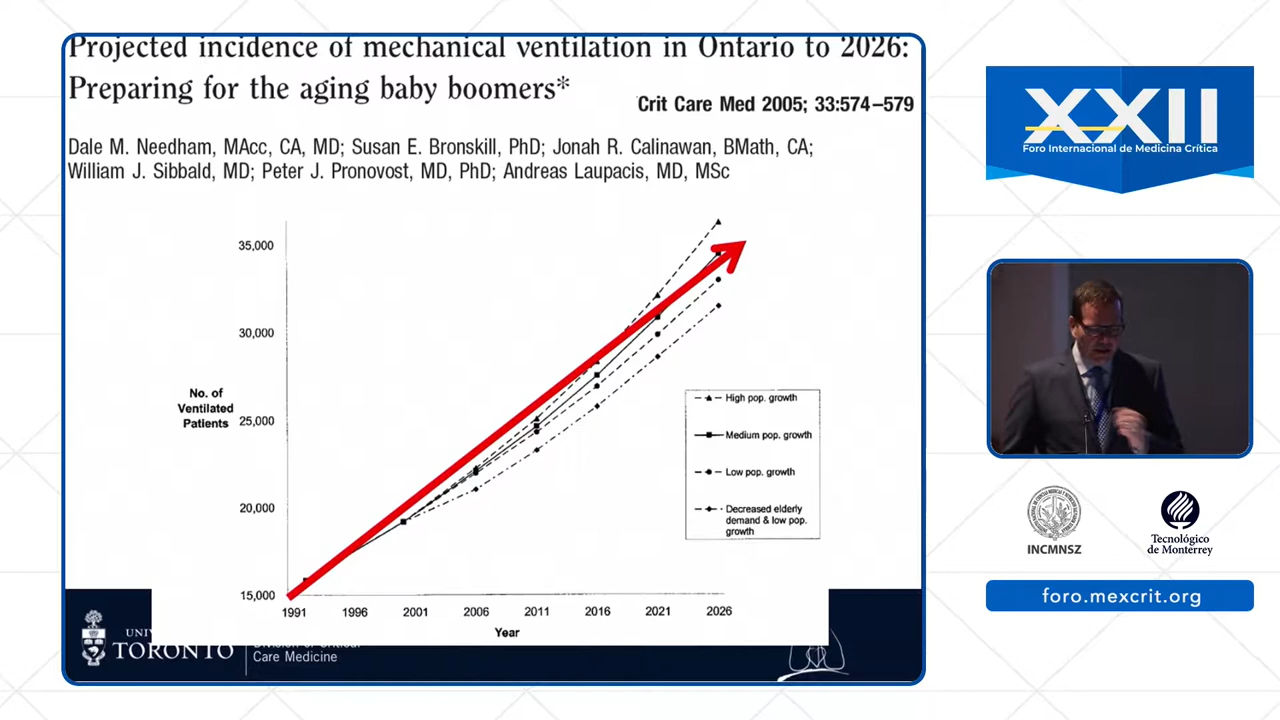 Projected incidence of mechanical ventilation in Ontario to 2026:
Preparing for the aging baby boomers*
Crit Care Med 2005; 33:574–579
Dale M. Needham, MAcc, CA, MD; Susan E. Bronskill, PhD; Jonah R. Calinawan, BMath, CA;
William J. Sibbald, MD; Peter J. Pronovost, MD, PhD; Andreas Laupacis, MD, MSc
35,000
30,000
No. of
Ventilated
Patients
25,000
20,000
15,000
1991 1996 2001 2006 2011 2016 2021 2026
Year
High pop. growth
Medium pop. growth
Low pop. growth
Decreased elderly
demand & low pop.
growth
TORONTO
Care Medicine
XXII
Foro Internacional de Medicina Crítica
INCMNSZ
Tecnológico
de Monterrey
foro.mexcrit.org